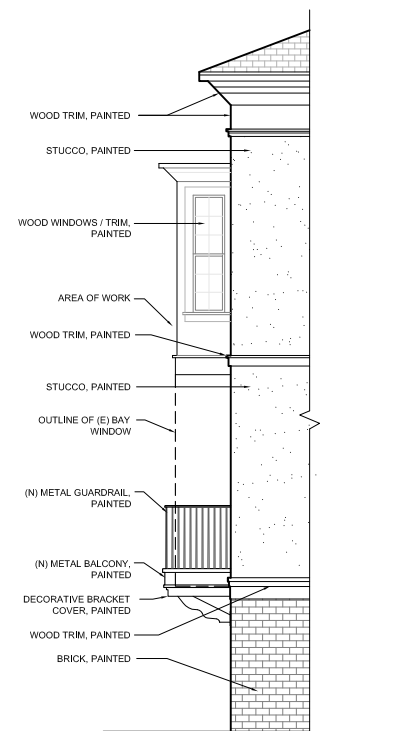 WOOD TRIM, PAINTED
STUCCO, PAINTED
WOOD WINDOWS / TRIM,
PAINTED
AREA OF WORK
WOOD TRIM, PAINTED
STUCCO, PAINTED
OUTLINE OF (E) BAY
WINDOW
(N) METAL GUARDRAIL,
PAINTED
(N) METAL BALCONY,
PAINTED
DECORATIVE BRACKET
COVER, PAINTED
WOOD TRIM, PAINTED
BRICK, PAINTED